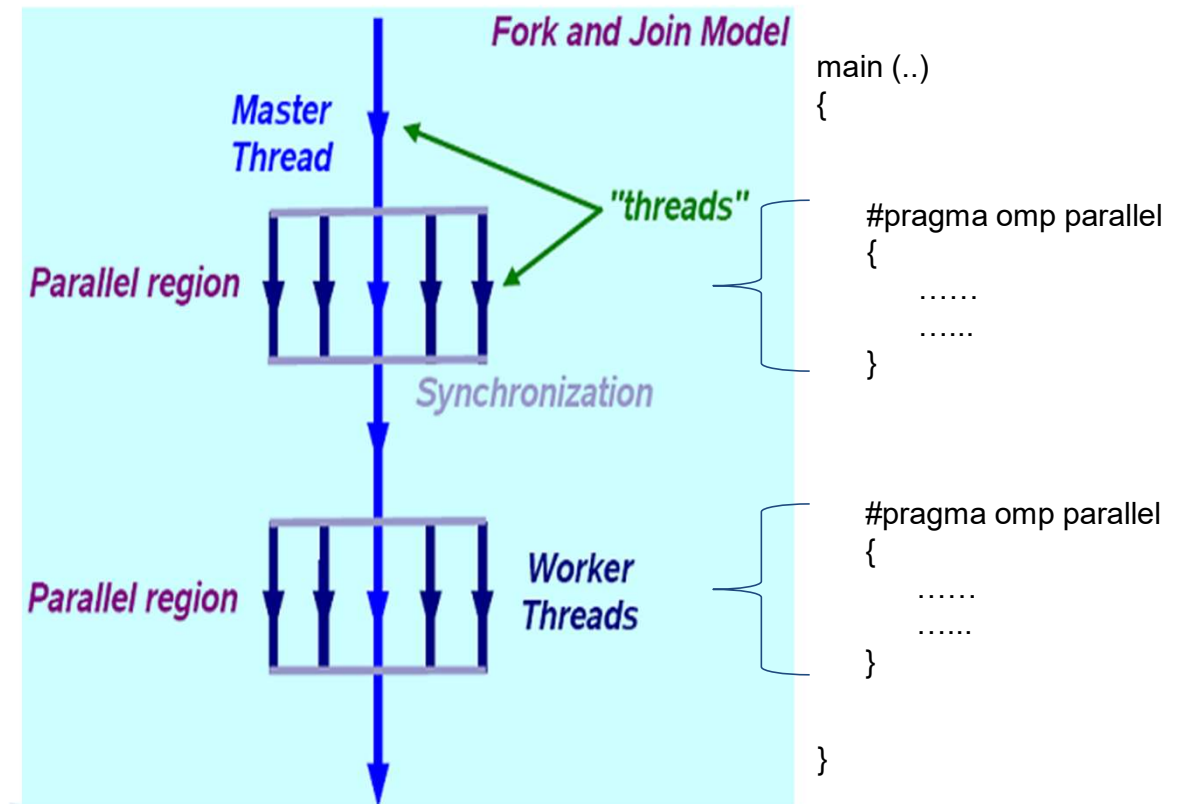 Fork and Join Model
Master
Thread
"threads"
Parallel region
Synchronization
Parallel region
Worker
Threads
main (..)
{
#pragma omp parallel
{
……
…...
}
#pragma omp parallel
{
……
…...
}
}